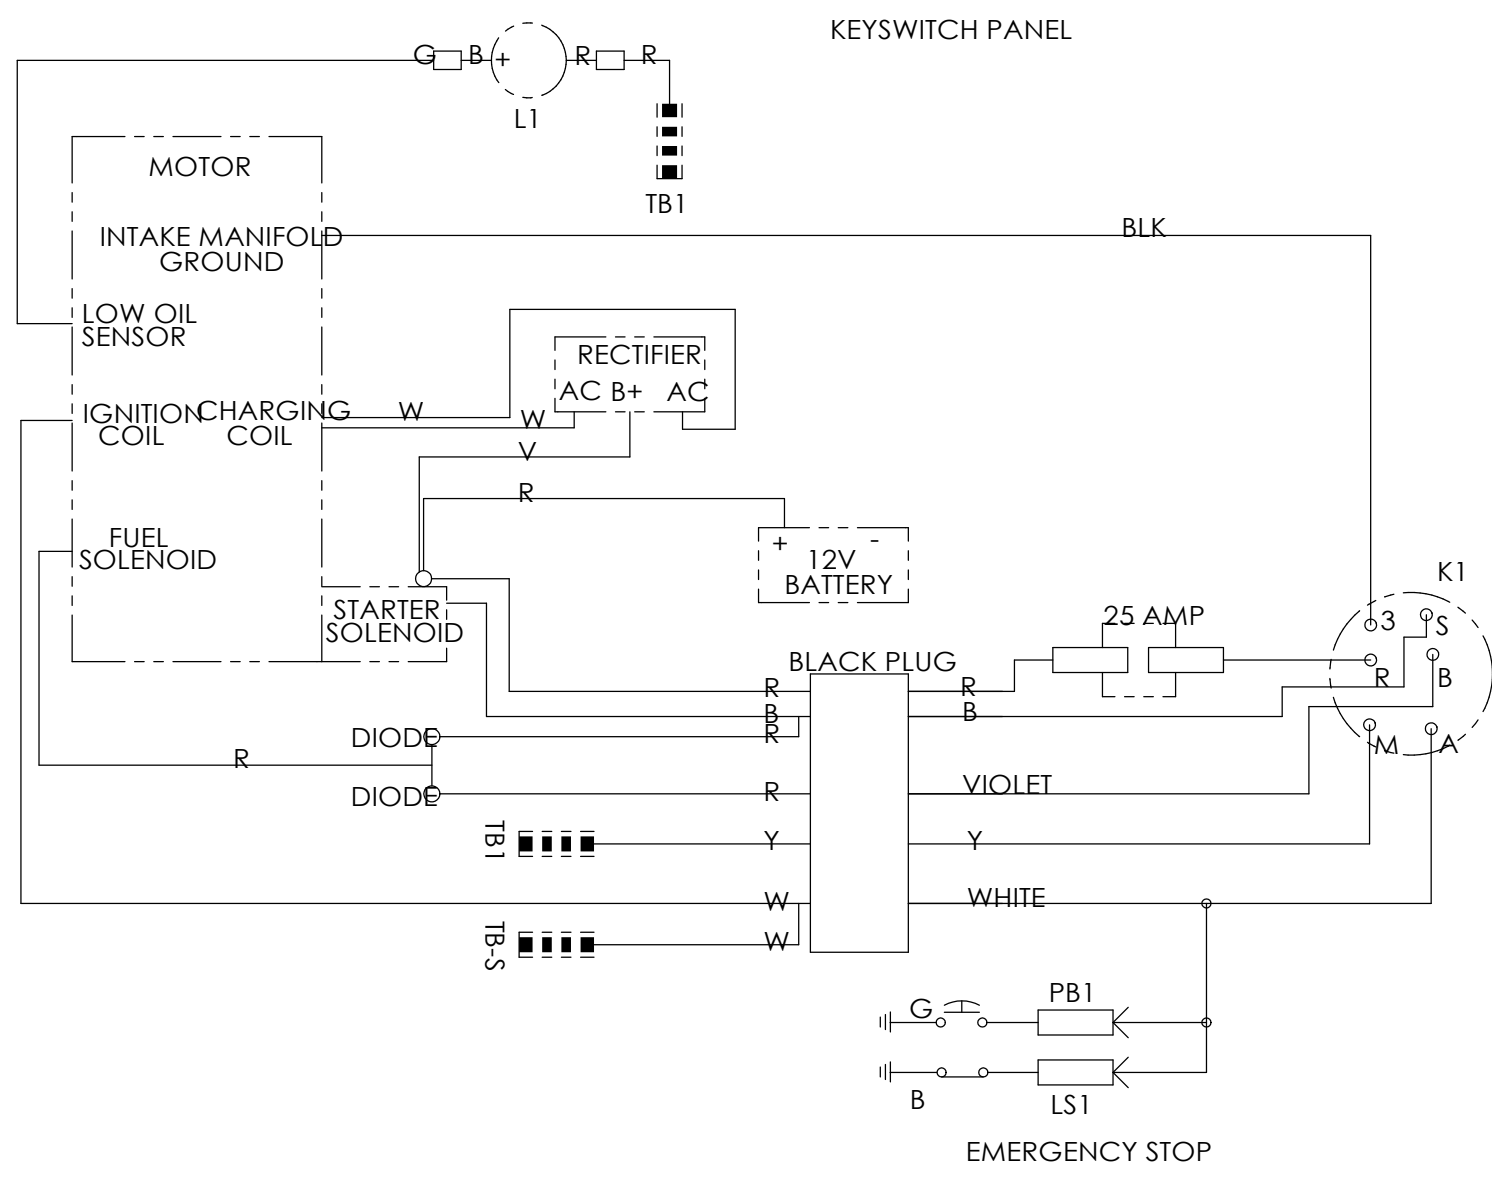 KEYSWITCH PANEL
G B + R R
L1
TB1
MOTOR
INTAKE MANIFOLD
GROUND
BLK
LOW OIL
SENSOR
RECTIFIER
AC B+ AC
IGNITION
COIL
CHARGING
COIL
W
W
V
R
FUEL
SOLENOID
+ -
12V
BATTERY
STARTER
SOLENOID
K1
25 AMP
3 S
R B
M A
BLACK PLUG
R R
B B
DIODE R
R
DIODE R VIOLET
TB1 Y Y
W WHITE
TB-S W
G PB1
B LS1
EMERGENCY STOP